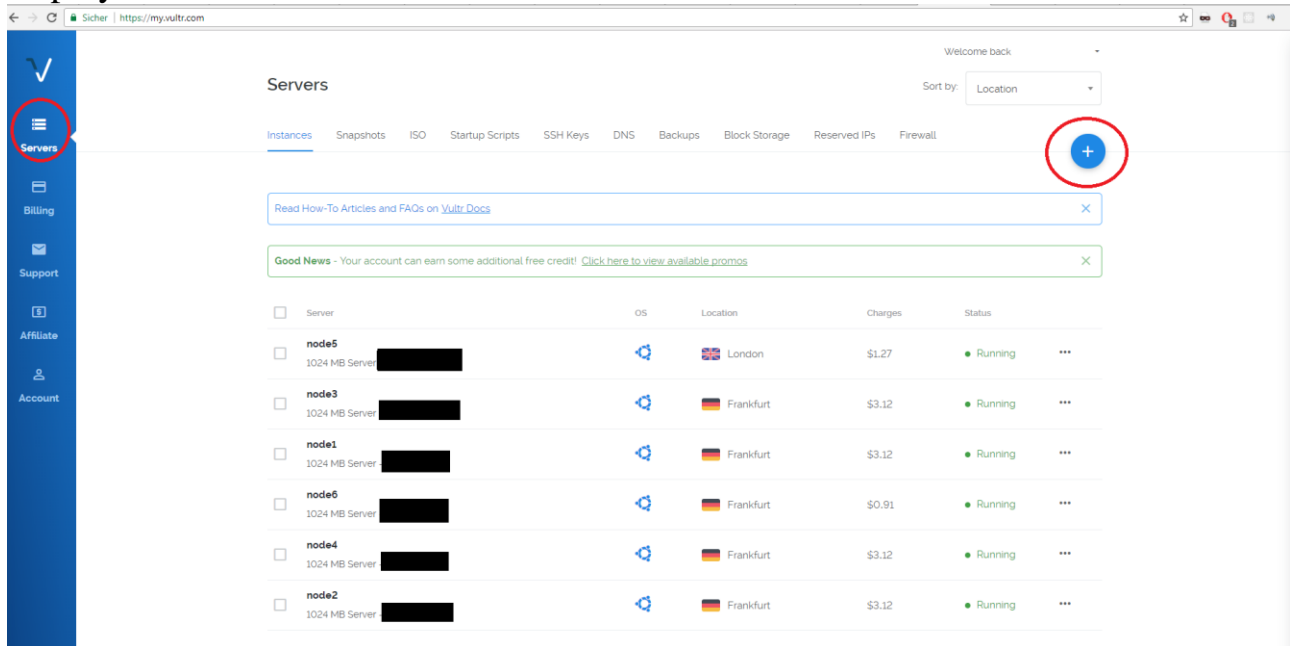 Sicher | https://my.vultr.com
Welcome back
Servers
Sort by: Location
Instances Snapshots ISO Startup Scripts SSH Keys DNS Backups Block Storage Reserved IPs Firewall
+
Servers
Billing
Support
Affiliate
Account
Read How-To Articles and FAQs on Vultr Docs
Good News - Your account can earn some additional free credit! Click here to view available promos
Server OS Location Charges Status
node5
1024 MB Server London $1.27 Running
node3
1024 MB Server Frankfurt $3.12 Running
node1
1024 MB Server - Frankfurt $3.12 Running
node6
1024 MB Server Frankfurt $0.91 Running
node4
1024 MB Server - Frankfurt $3.12 Running
node2
1024 MB Server - Frankfurt $3.12 Running